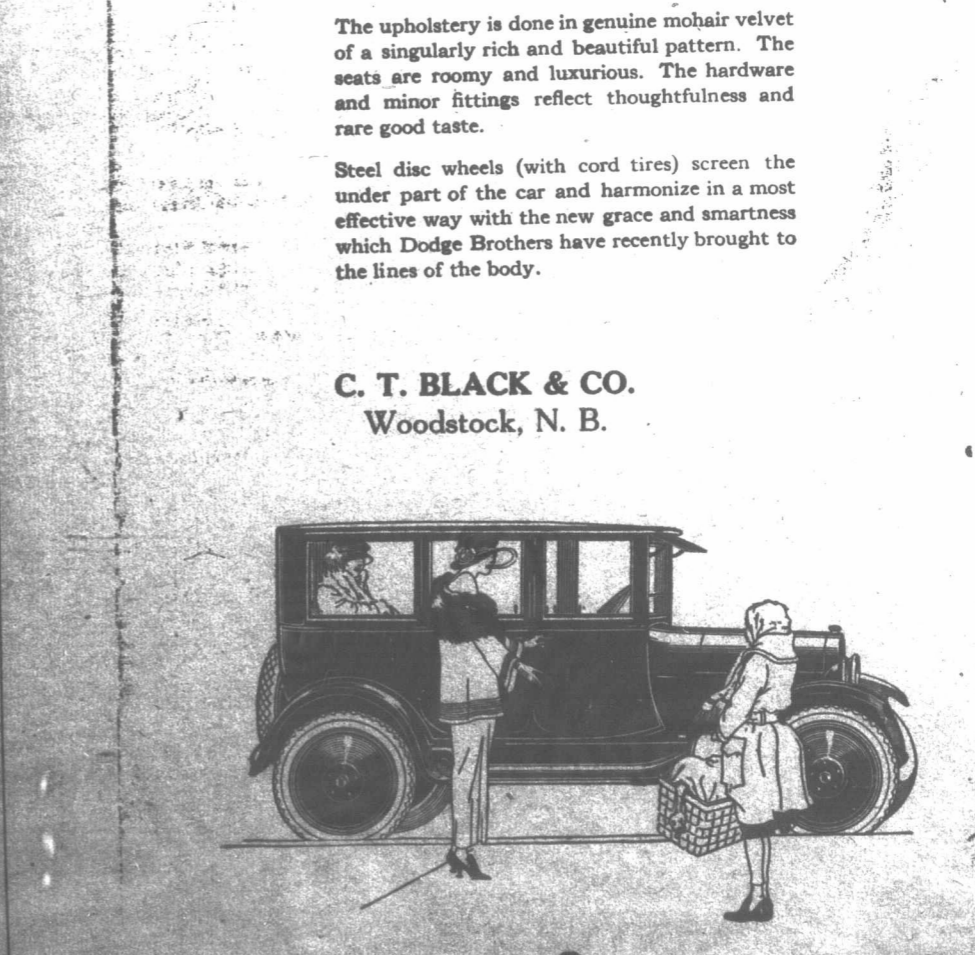 The upholstery is done in genuine mohair velvet
of a singularly rich and beautiful pattern. The
seats are roomy and luxurious. The hardware
and minor fittings reflect thoughtfulness and
rare good taste.
Steel disc wheels (with cord tires) screen the
under part of the car and harmonize in a most
effective way with the new grace and smartness
which Dodge Brothers have recently brought to
the lines of the body.
C. T. BLACK & CO.
Woodstock, N. B.